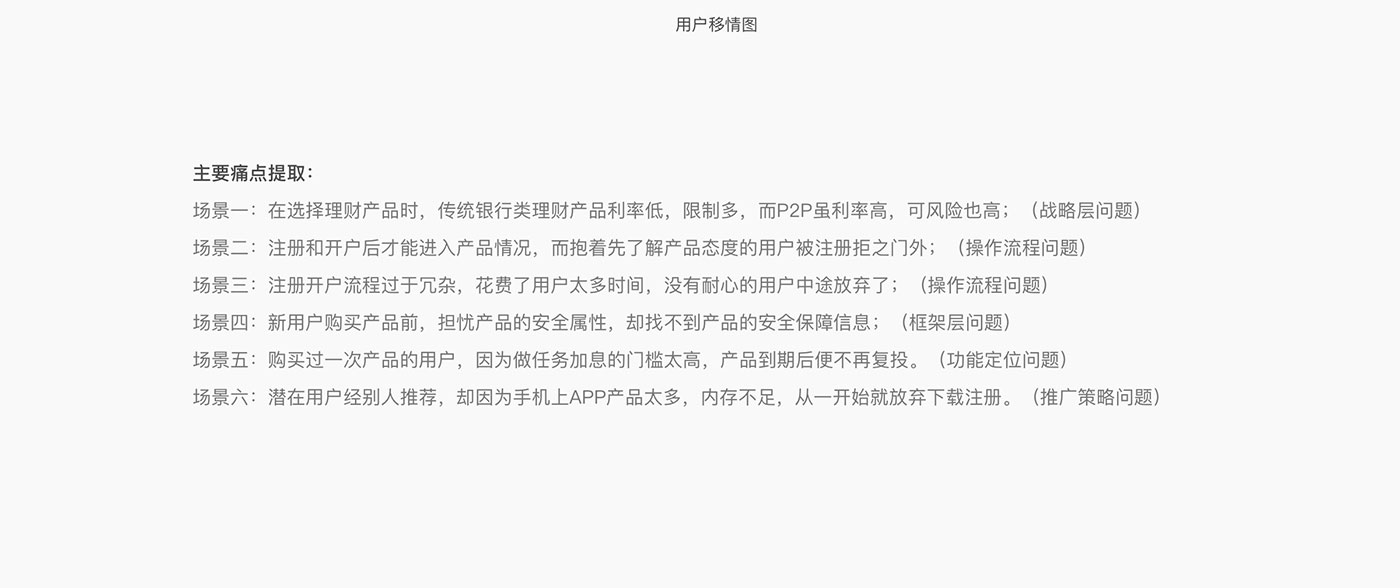 用户移情图
主要痛点提取：
场景一：在选择理财产品时，传统银行类理财产品利率低，限制多，而P2P虽利率高，可风险也高；（战略层问题）
场景二：注册和开户后才能进入产品情况，而抱着先了解产品态度的用户被注册拒之门外；（操作流程问题）
场景三：注册开户流程过于冗杂，花费了用户太多时间，没有耐心的用户中途放弃了；（操作流程问题）
场景四：新用户购买产品前，担忧产品的安全属性，却找不到产品的安全保障信息；（框架层问题）
场景五：购买过一次产品的用户，因为做任务加息的门槛太高，产品到期后便不再复投。（功能定位问题）
场景六：潜在用户经别人推荐，却因为手机上APP产品太多，内存不足，从一开始就放弃下载注册。（推广策略问题）